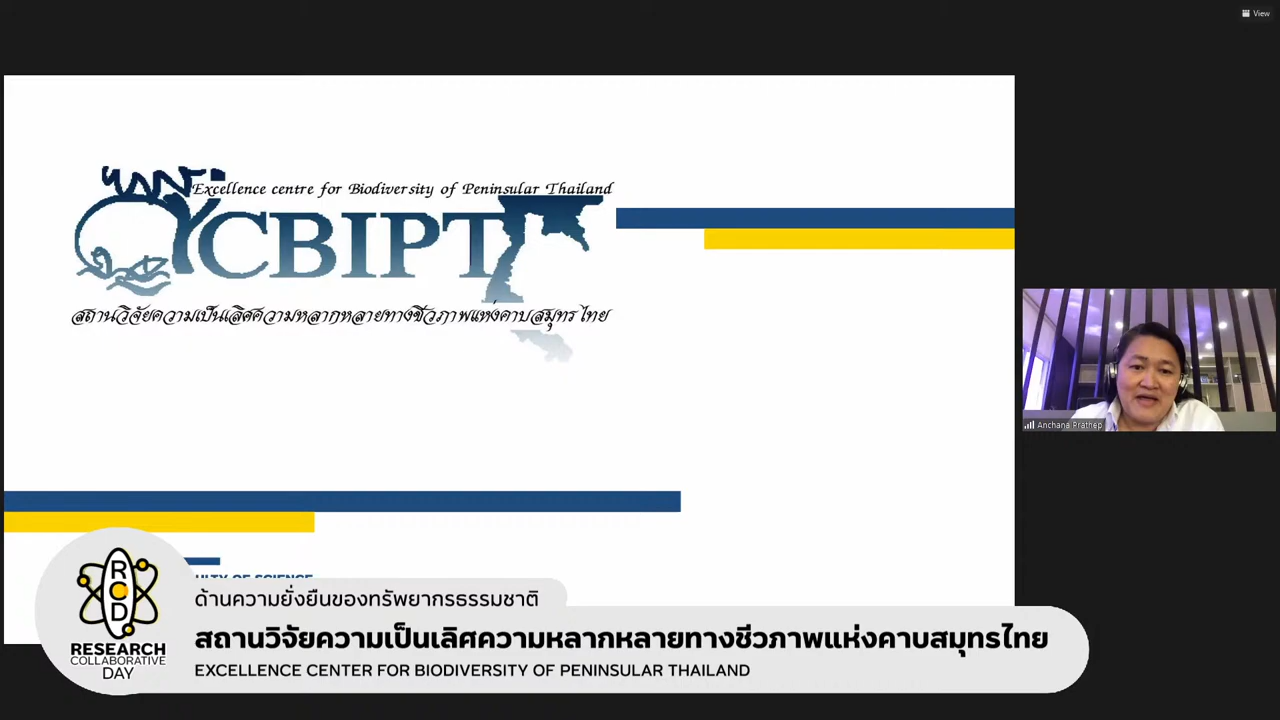 View
Excellence centre for Biodiversity of Peninsular Thailand
CBIPT
สถานวิจัยความเป็นเลิศความหลากหลายทางชีวภาพแห่งคาบสมุทรไทย
Anchana Prathep
ด้านความยั่งยืนของทรัพยากรธรรมชาติ
สถานวิจัยความเป็นเลิศความหลากหลายทางชีวภาพแห่งคาบสมุทรไทย
EXCELLENCE CENTER FOR BIODIVERSITY OF PENINSULAR THAILAND
RCD
RESEARCH
COLLABORATIVE
DAY